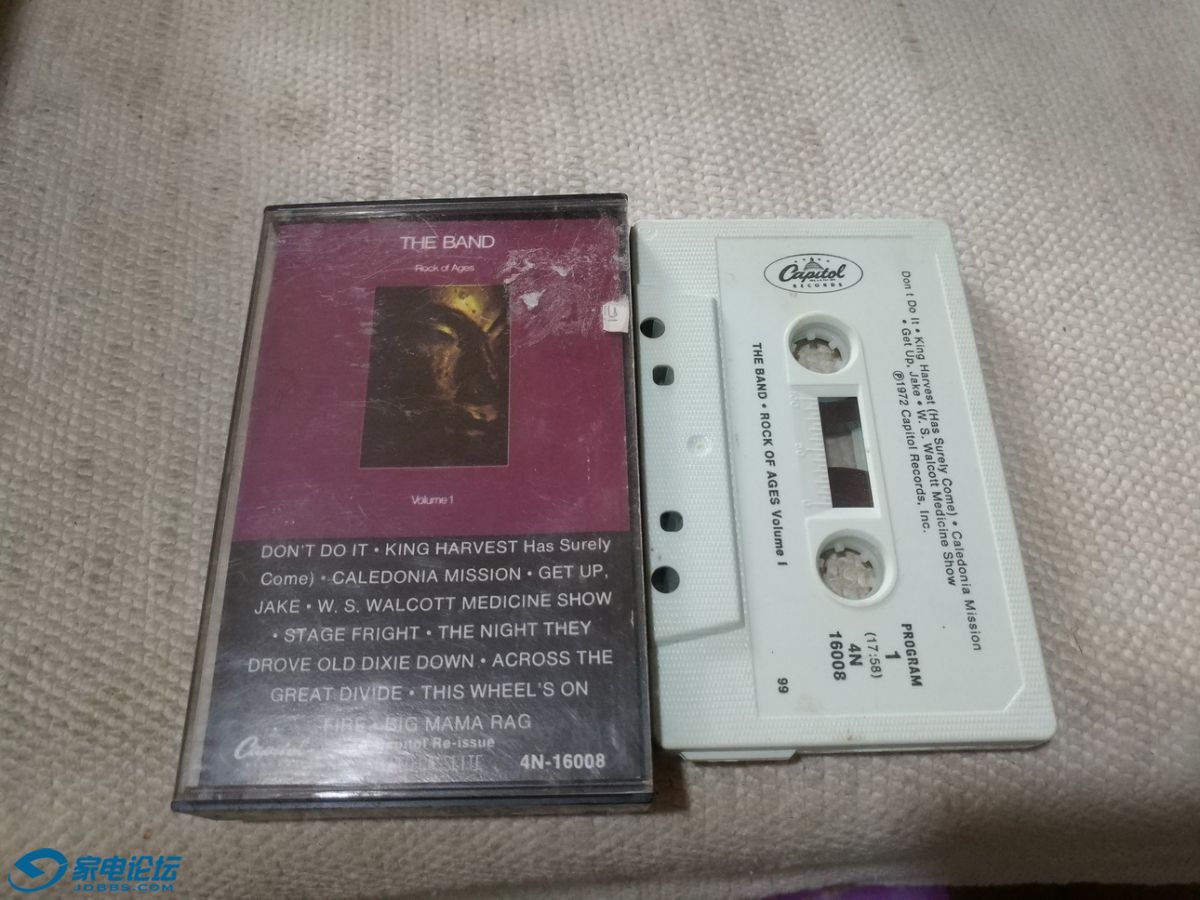 THE BAND
Rock of Ages
Volume 1
DON'T DO IT • KING HARVEST Has Surely
Come) • CALEDONIA MISSION • GET UP,
JAKE • W. S. WALCOTT MEDICINE SHOW
• STAGE FRIGHT • THE NIGHT THEY
DROVE OLD DIXIE DOWN • ACROSS THE
GREAT DIVIDE • THIS WHEEL'S ON
FIRE • BIG MAMA RAG
Capitol
Capitol Re-issue
4N-16008
Capitol
RECORDS
Don t Do It • King Harvest (Has Surely Come) • Caledonia Mission
• Get Up, Jake • W. S. Walcott Medicine Show
℗1972 Capitol Records, Inc.
THE BAND • ROCK OF AGES Volume I
PROGRAM
1
(17:58)
4N
16008
99
家电论坛
JDBBS.COM